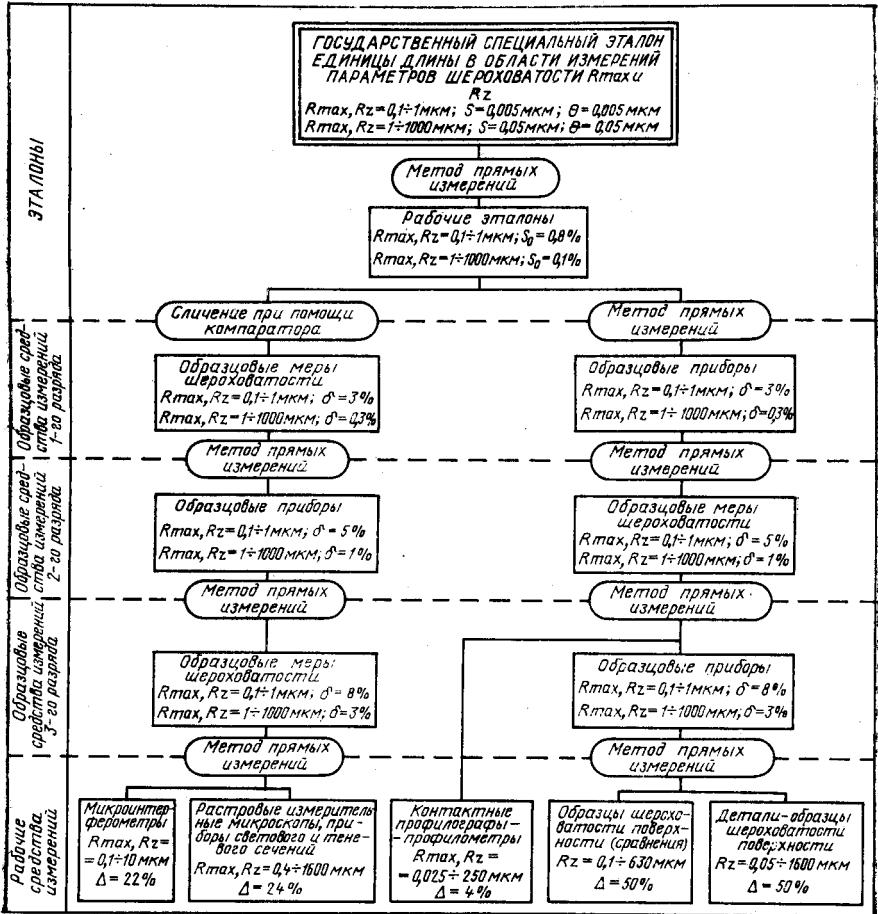 ЭТАЛОНЫ
ГОСУДАРСТВЕННЫЙ СПЕЦИАЛЬНЫЙ ЭТАЛОН
ЕДИНИЦЫ ДЛИНЫ В ОБЛАСТИ ИЗМЕРЕНИЙ
ПАРАМЕТРОВ ШЕРОХОВАТОСТИ Rmax и
Rz
Rmax, Rz=0,1÷1мкм; S=0,005мкм; θ=0,005 мкм
Rmax, Rz=1÷1000мкм; S=0,05мкм; θ=0,05 мкм
Метод прямых
измерений
Рабочие эталоны
Rmax, Rz=0,1÷1мкм; S₀=0,8%
Rmax, Rz=1÷1000мкм; S₀=0,1%
Сличение при помощи
компаратора
Метод прямых
измерений
Образцовые сред-
ства измерений
1-го разряда
Образцовые меры
шероховатости
Rmax, Rz=0,1÷1мкм; δ=3%
Rmax, Rz=1÷1000мкм; δ=0,3%
Образцовые приборы
Rmax, Rz=0,1÷1мкм; δ=3%
Rmax, Rz=1÷1000мкм; δ=0,3%
Метод прямых
измерений
Метод прямых
измерений
Образцовые сред-
ства измерений
2-го разряда
Образцовые приборы
Rmax, Rz=0,1÷1мкм; δ=5%
Rmax, Rz=1÷1000мкм; δ=1%
Образцовые меры
шероховатости
Rmax, Rz=0,1÷1мкм; δ=5%
Rmax, Rz=1÷1000мкм; δ=1%
Метод прямых
измерений
Метод прямых
измерений
Образцовые
средства измерений
3-го разряда
Образцовые меры
шероховатости
Rmax, Rz=0,1÷1мкм; δ=8%
Rmax, Rz=1÷1000мкм; δ=3%
Образцовые приборы
Rmax, Rz=0,1÷1мкм; δ=8%
Rmax, Rz=1÷1000мкм; δ=3%
Метод прямых
измерений
Метод прямых
измерений
Рабочие
средства
измерений
Микроинтер-
ферометры
Rmax, Rz=
=0,1÷10 мкм
Δ=22%
Растровые измеритель-
ные микроскопы, при-
боры светового и тене-
вого сечений
Rmax, Rz=0,4÷1600мкм
Δ=24%
Контактные
профилографы-
-профилометры
Rmax, Rz=
=0,025÷250мкм
Δ=4%
Образцы шерохо-
ватости поверх-
ности (сравнения)
Rz=0,1÷630мкм
Δ=50%
Детали-образцы
шероховатости
поверхности
Rz=0,05÷1600мкм
Δ=50%